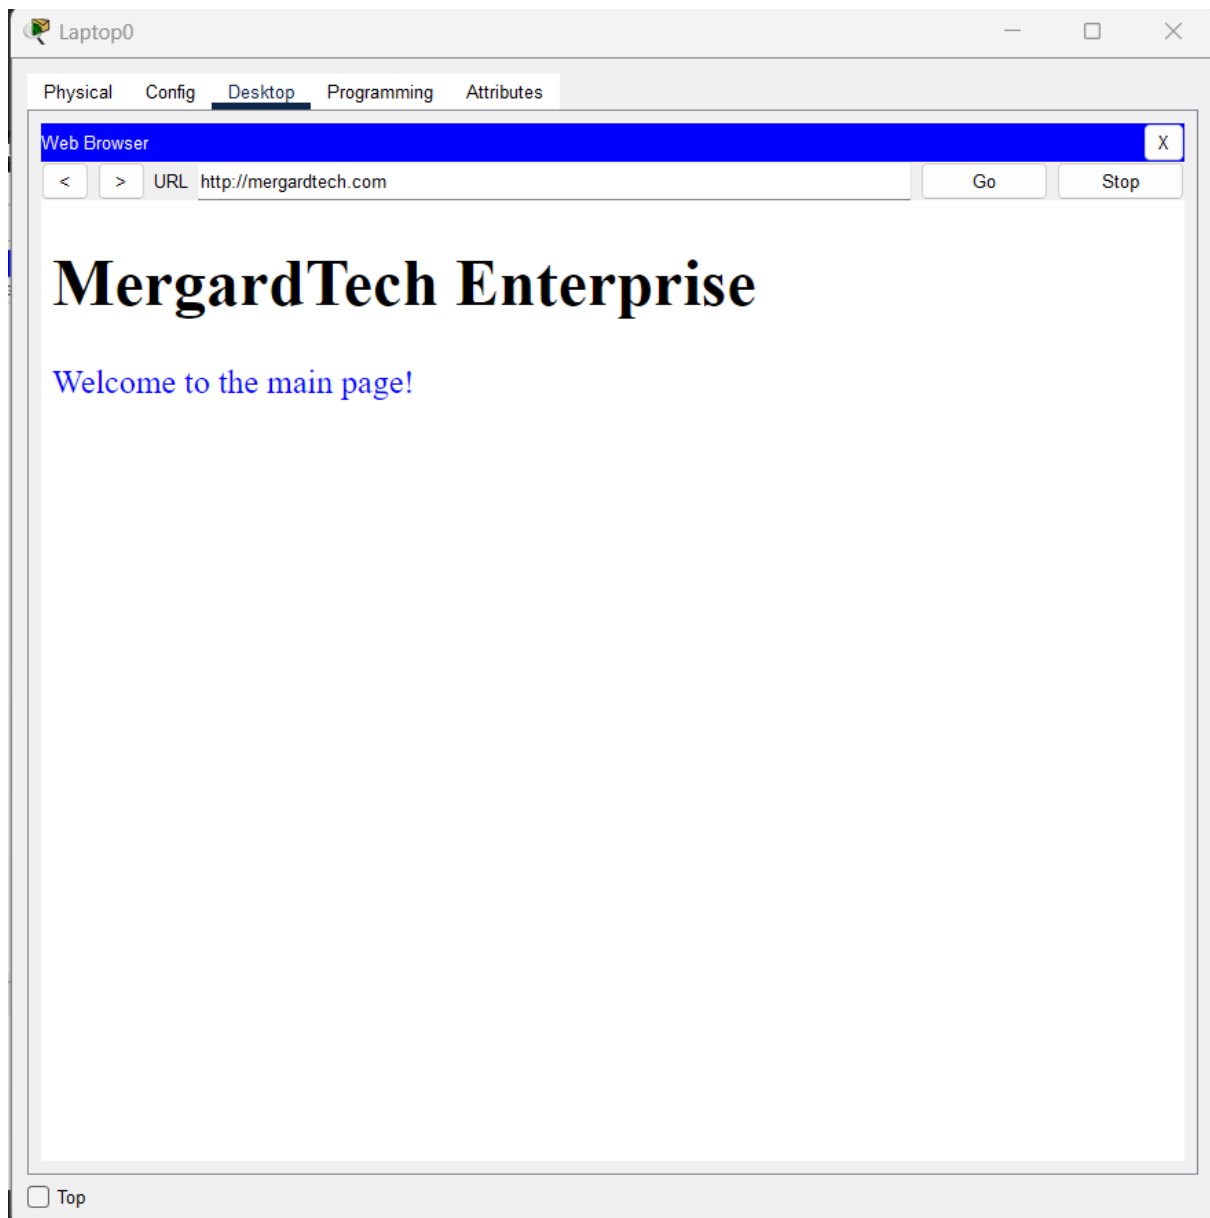 Laptop0
Physical Config Desktop Programming Attributes
Web Browser X
< > URL http://mergardtech.com Go Stop
MergardTech Enterprise
Welcome to the main page!
Top